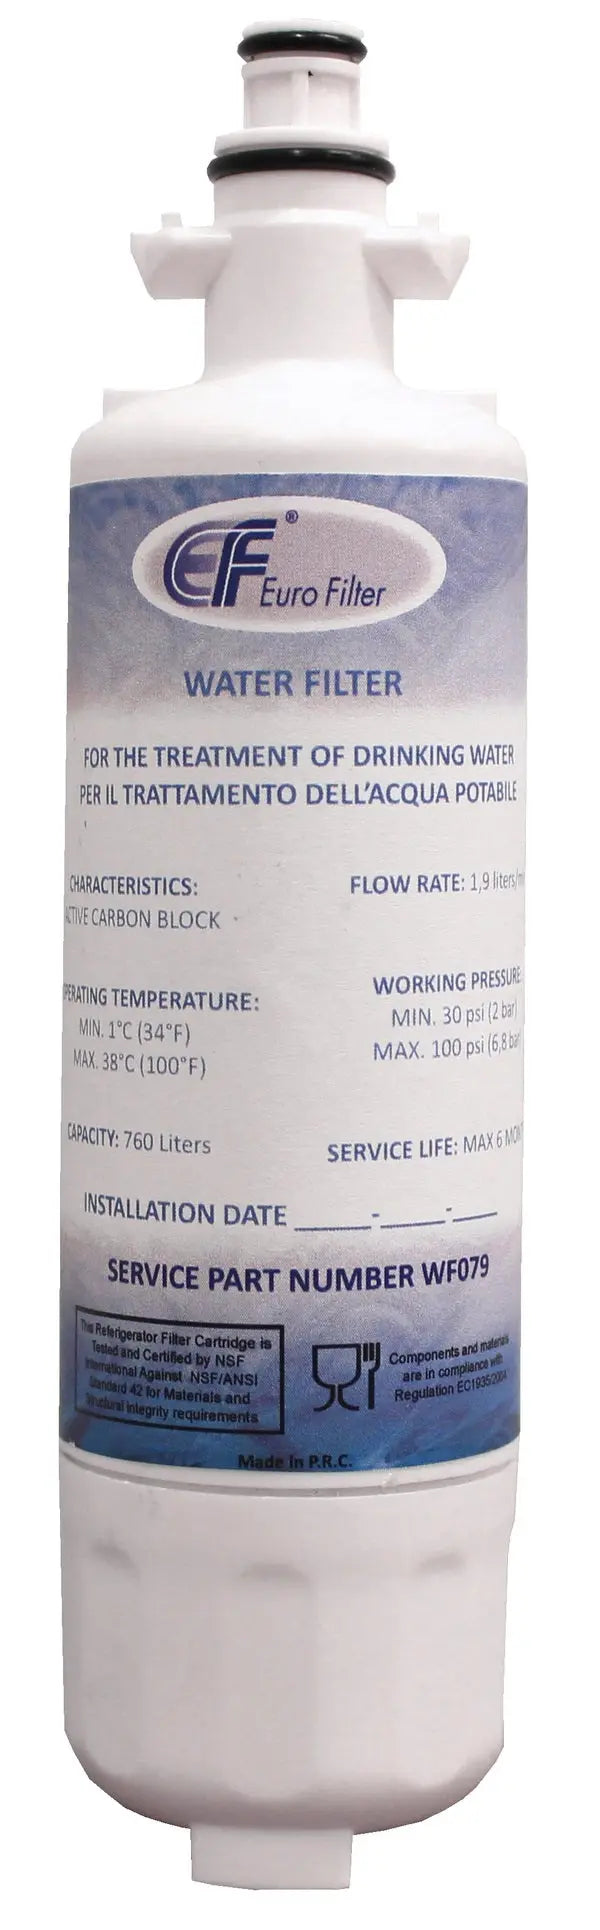 EF®
Euro Filter
WATER FILTER
FOR THE TREATMENT OF DRINKING WATER
PER IL TRATTAMENTO DELL'ACQUA POTABILE
CHARACTERISTICS:
CARBON BLOCK
FLOW RATE: 1,9
TEMPERATURE:
MIN. 1°C (34°F)
MAX. 38°C (100°F)
WORKING PRESSURE
MIN. 30 psi (2 bar)
MAX. 100 psi (6,8 bar
CAPACITY: 760 Liters
SERVICE LIFE: MAX 6
INSTALLATION DATE _____-_____-____
SERVICE PART NUMBER WF079
This Referigerator Filter Cartridge is
Tested and Certified by NSF
International Against NSF/ANSI
Standard 42 for Materials and
Structural integrity requirements
Components and materials
are in compliance with
Regulation EC1935/2004
Made in P.R.C.